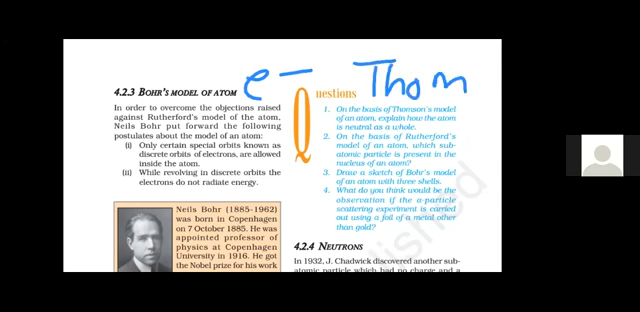 e- Thom
4.2.3 BOHR'S MODEL OF ATOM
In order to overcome the objections raised
against Rutherford's model of the atom,
Neils Bohr put forward the following
postulates about the model of an atom:
(i) Only certain special orbits known as
discrete orbits of electrons, are allowed
inside the atom.
(ii) While revolving in discrete orbits the
electrons do not radiate energy.
Neils Bohr (1885-1962)
was born in Copenhagen
on 7 October 1885. He was
appointed professor of
physics at Copenhagen
University in 1916. He got
the Nobel prize for his work
Questions
1. On the basis of Thomson's model
of an atom, explain how the atom
is neutral as a whole.
2. On the basis of Rutherford's
model of an atom, which sub-
atomic particle is present in the
nucleus of an atom?
3. Draw a sketch of Bohr's model
of an atom with three shells.
4. What do you think would be the
observation if the α-particle
scattering experiment is carried
out using a foil of a metal other
than gold?
4.2.4 NEUTRONS
In 1932, J. Chadwick discovered another sub-
atomic particle which had no charge and a